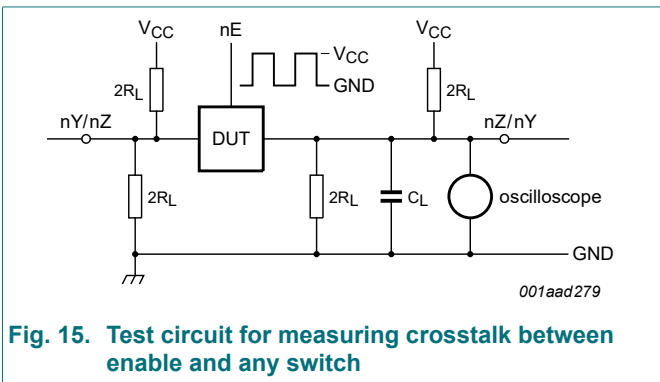 VCC
nE
VCC
VCC
GND
2RL
2RL
nY/nZ
nZ/nY
DUT
2RL
2RL
CL
oscilloscope
GND
001aad279
Fig. 15. Test circuit for measuring crosstalk between
enable and any switch